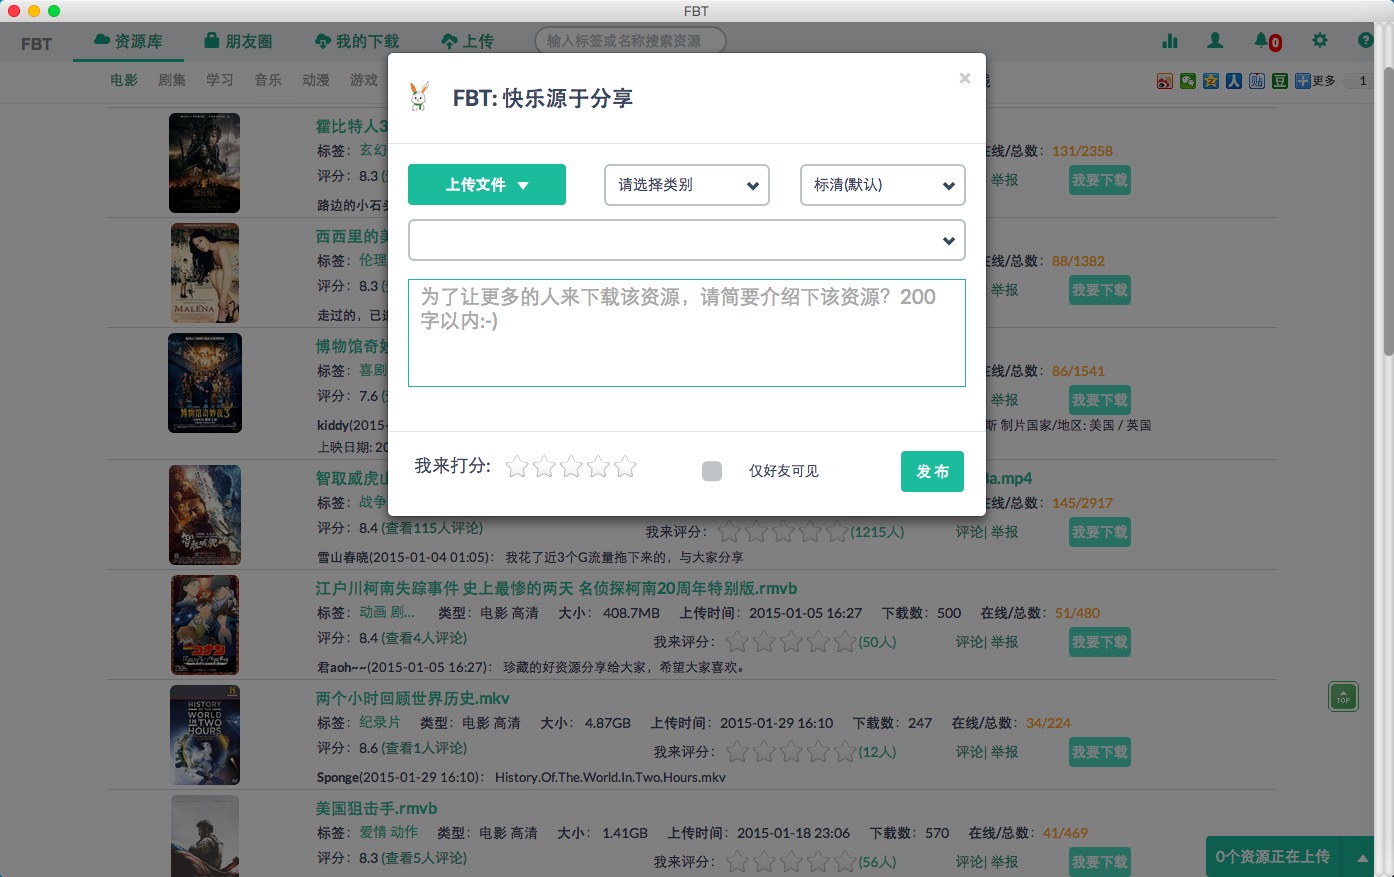 FBT
FBT 资源库 朋友圈 我的下载 上传 输入标签或名称搜索资源 0
电影 剧集 学习 音乐 动漫 游戏 更多 1
FBT: 快乐源于分享 ×
上传文件 请选择类别 标清(默认)
为了让更多的人来下载该资源，请简要介绍下该资源？200
字以内:-)
我来打分: 仅好友可见 发 布
霍比特人3
标签： 玄幻 在线/总数： 131/2358
评分： 8.3 举报 我要下载
路边的小石头
西西里的美
标签： 伦理 在线/总数： 88/1382
评分： 8.3 举报 我要下载
走过的，已
MALÈNA
博物馆奇妙
标签： 喜剧 在线/总数： 86/1541
评分： 7.6 举报 我要下载
kiddy(2015- 斯 制片国家/地区: 美国 / 英国
上映日期: 20
博物馆奇妙夜3
智取威虎山 3a.mp4
标签： 战争 在线/总数： 145/2917
评分： 8.4 (查看115人评论) 我来评分： (1215人) 评论| 举报 我要下载
雪山春晓(2015-01-04 01:05)： 我花了近3个G流量拖下来的，与大家分享
江户川柯南失踪事件 史上最惨的两天 名侦探柯南20周年特别版.rmvb
标签： 动画 剧... 类型： 电影 高清 大小： 408.7MB 上传时间： 2015-01-05 16:27 下载数： 500 在线/总数： 51/480
评分： 8.4 (查看4人评论) 我来评分： (50人) 评论| 举报 我要下载
君aoh~~(2015-01-05 16:27)： 珍藏的好资源分享给大家，希望大家喜欢。
两个小时回顾世界历史.mkv
标签： 纪录片 类型： 电影 高清 大小： 4.87GB 上传时间： 2015-01-29 16:10 下载数： 247 在线/总数： 34/224
评分： 8.6 (查看1人评论) 我来评分： (12人) 评论| 举报 我要下载
Sponge(2015-01-29 16:10)： History.Of.The.World.In.Two.Hours.mkv
HISTORY
OF THE
WORLD
IN TWO
HOURS
TOP
美国狙击手.rmvb
标签： 爱情 动作 类型： 电影 高清 大小： 1.41GB 上传时间： 2015-01-18 23:06 下载数： 570 在线/总数： 41/469
评分： 8.3 (查看5人评论) 我来评分： (56人) 评论| 举报 我要下载
0个资源正在上传